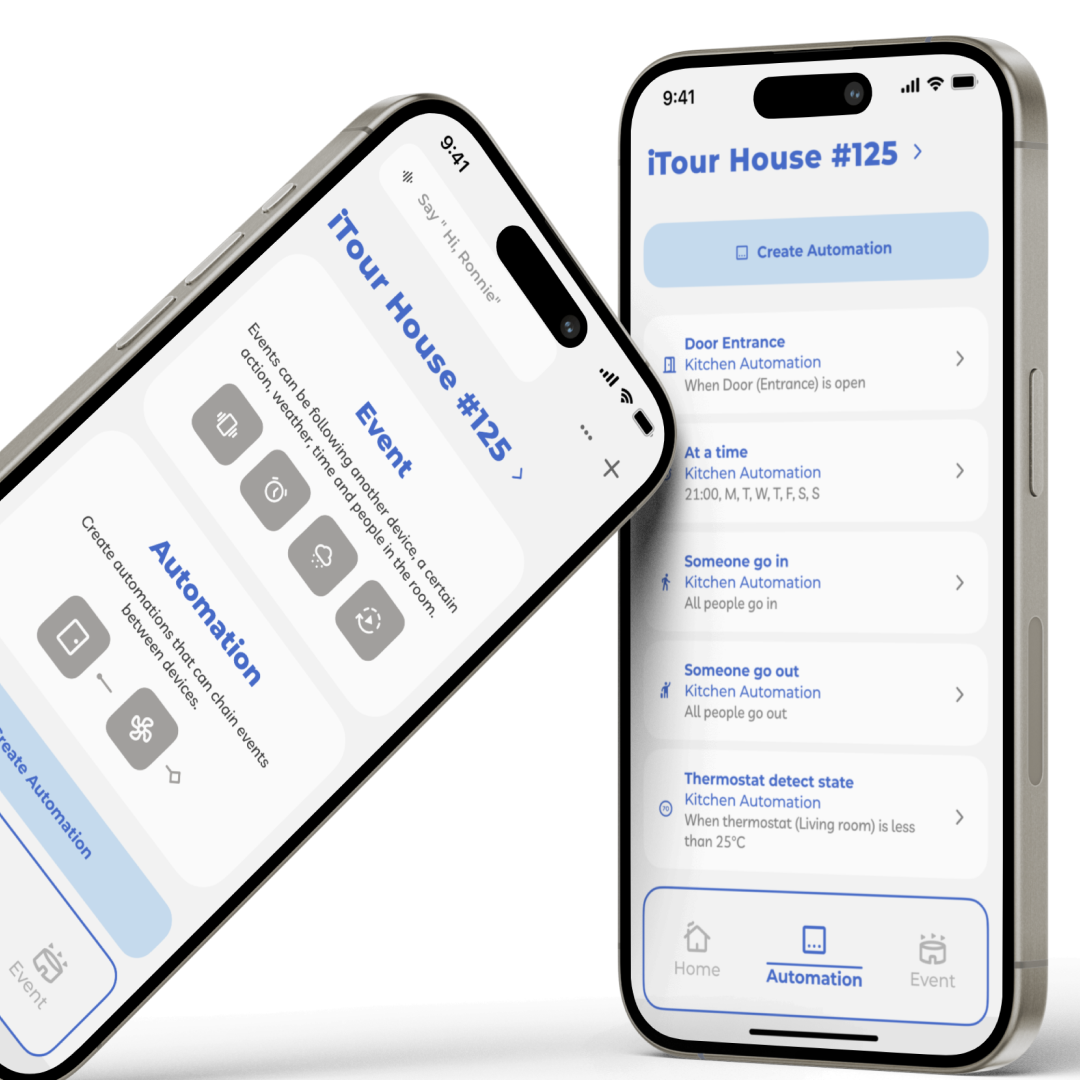 9:41
Say " Hi, Ronnie"
iTour House #125
Event
Events can be following another device, a certain
action, weather, time and people in the room.
Automation
Create automations that can chain events
between devices.
Create Automation
Event
9:41
iTour House #125
Create Automation
Door Entrance
Kitchen Automation
When Door (Entrance) is open
At a time
Kitchen Automation
21:00, M, T, W, T, F, S, S
Someone go in
Kitchen Automation
All people go in
Someone go out
Kitchen Automation
All people go out
70
Thermostat detect state
Kitchen Automation
When thermostat (Living room) is less
than 25°C
Home
Automation
Event